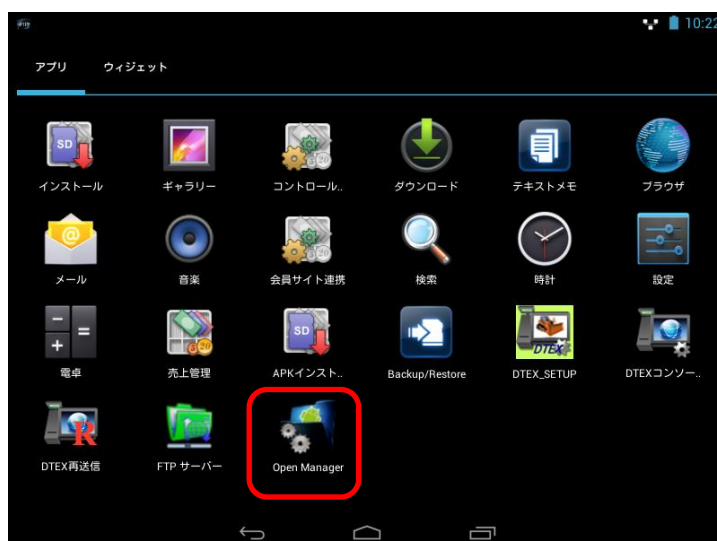 10:22
アプリ ウィジェット
インストール ギャラリー コントロール.. ダウンロード テキストメモ ブラウザ
メール 音楽 会員サイト連携 検索 時計 設定
電卓 売上管理 APKインスト.. Backup/Restore DTEX_SETUP DTEXコンソー..
DTEX再送信 FTP サーバー Open Manager